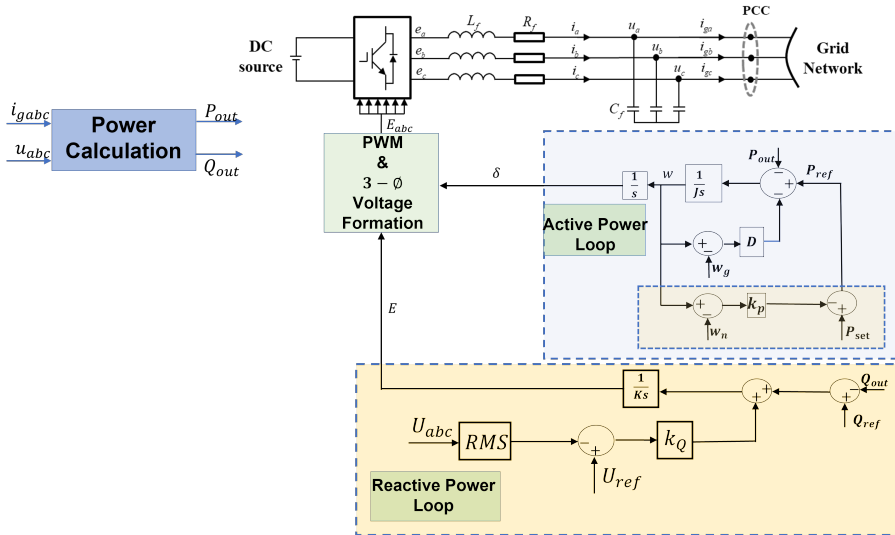 DC
source
e_a
e_b
e_c
L_f
R_f
i_a
i_b
i_c
u_a
u_b
u_c
C_f
i_ga
i_gb
i_gc
PCC
Grid
Network
i_gabc
u_abc
Power
Calculation
P_out
Q_out
E_abc
PWM
&
3 − ∅
Voltage
Formation
δ
1/s
w
1/Js
P_out
−
−
+
P_ref
Active Power
Loop
+
−
w_g
D
+
−
w_n
k_p
−
+
P_set
E
1/Ks
+
+
+
−
Q_out
Q_ref
U_abc
RMS
−
+
U_ref
k_Q
Reactive Power
Loop